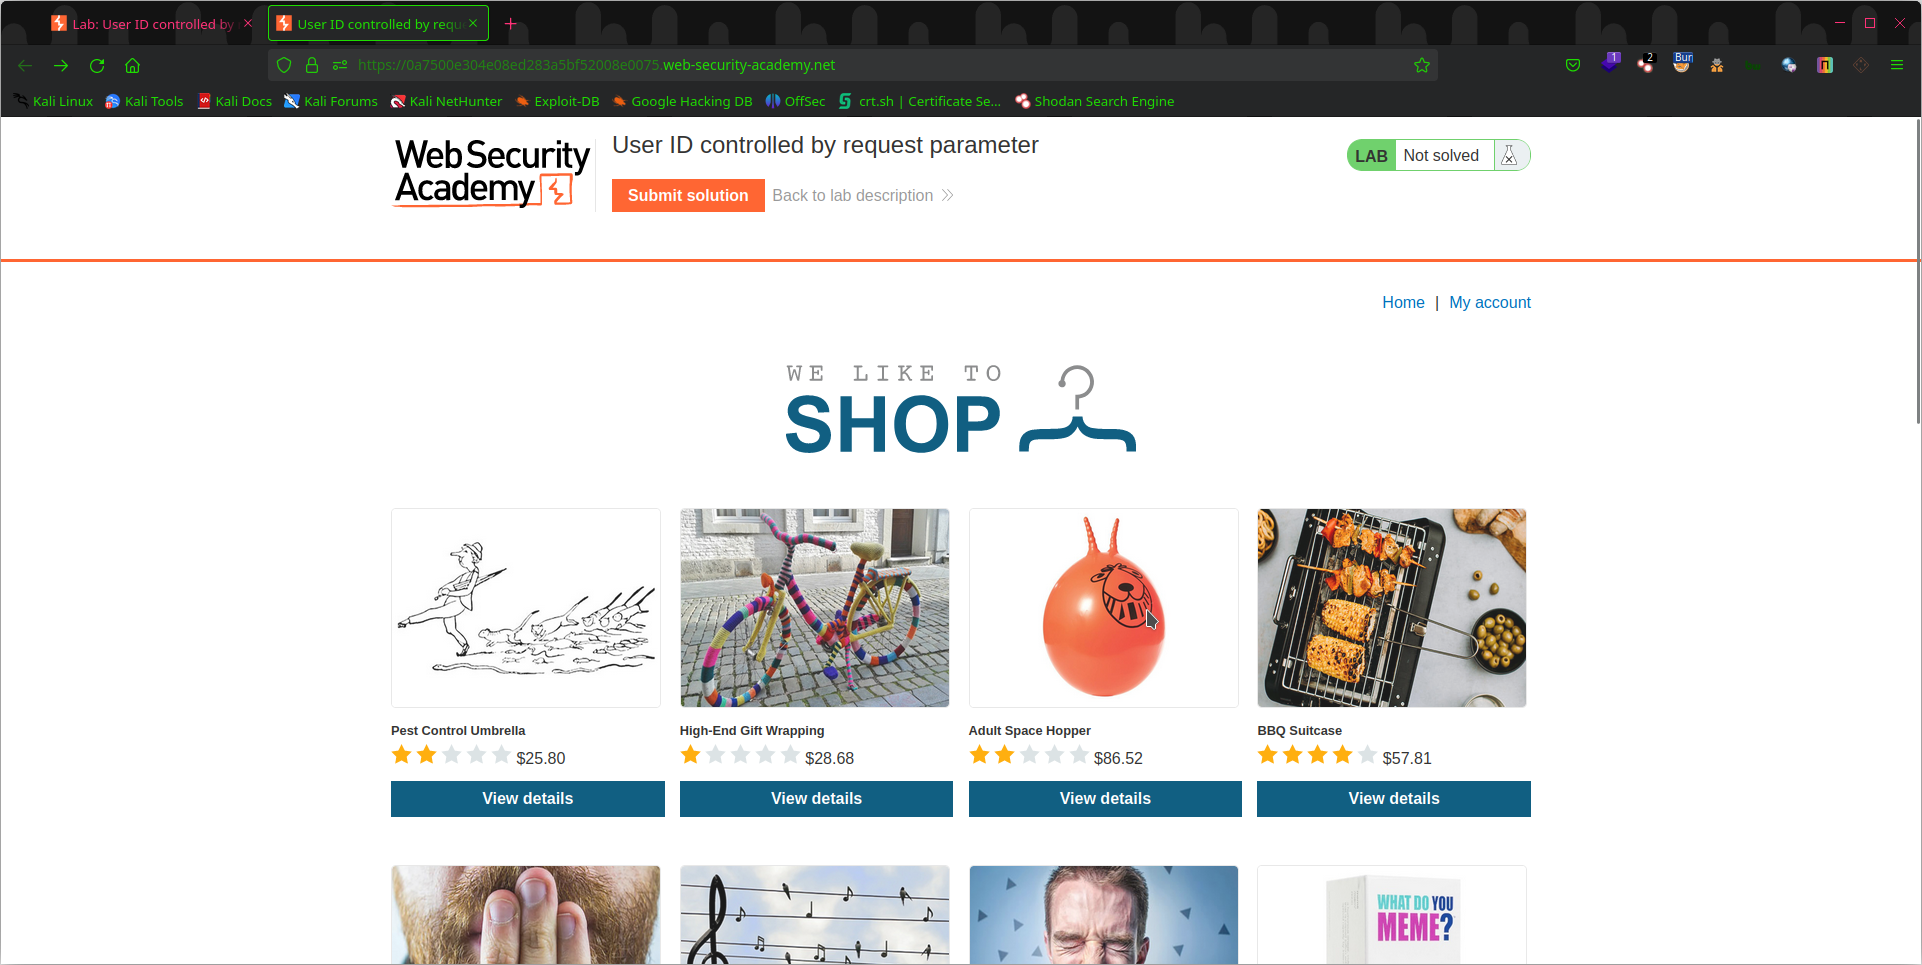 Lab: User ID controlled by
User ID controlled by requ
https://0a7500e304e08ed283a5bf52008e0075.web-security-academy.net
1
2
Bur
Kali Linux
Kali Tools
Kali Docs
Kali Forums
Kali NetHunter
Exploit-DB
Google Hacking DB
OffSec
crt.sh | Certificate Se...
Shodan Search Engine
Web Security
Academy
User ID controlled by request parameter
Submit solution
Back to lab description
LAB
Not solved
Home | My account
WE LIKE TO
SHOP
Pest Control Umbrella
$25.80
View details
High-End Gift Wrapping
$28.68
View details
Adult Space Hopper
$86.52
View details
BBQ Suitcase
$57.81
View details
WHAT DO YOU
MEME?